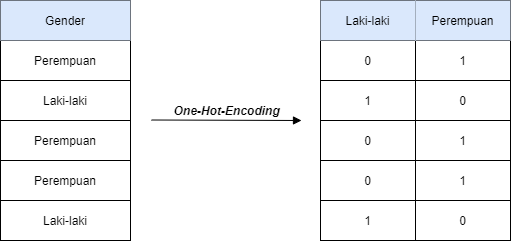 Gender
Perempuan
Laki-laki
Perempuan
Perempuan
Laki-laki
One-Hot-Encoding
Laki-laki Perempuan
0 1
1 0
0 1
0 1
1 0